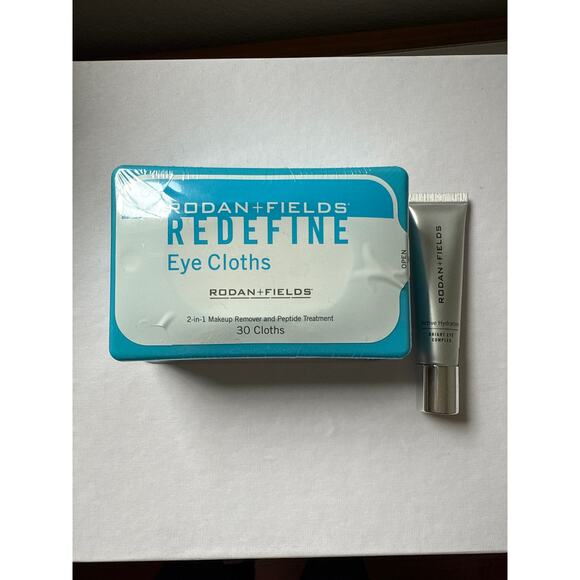 RODAN+FIELDS®
REDEFINE
Eye Cloths
RODAN+FIELDS®
2-in-1 Makeup Remover and Peptide Treatment
30 Cloths
OPEN
RODAN+FIELDS
Active Hydration
BRIGHT EYE
COMPLEX